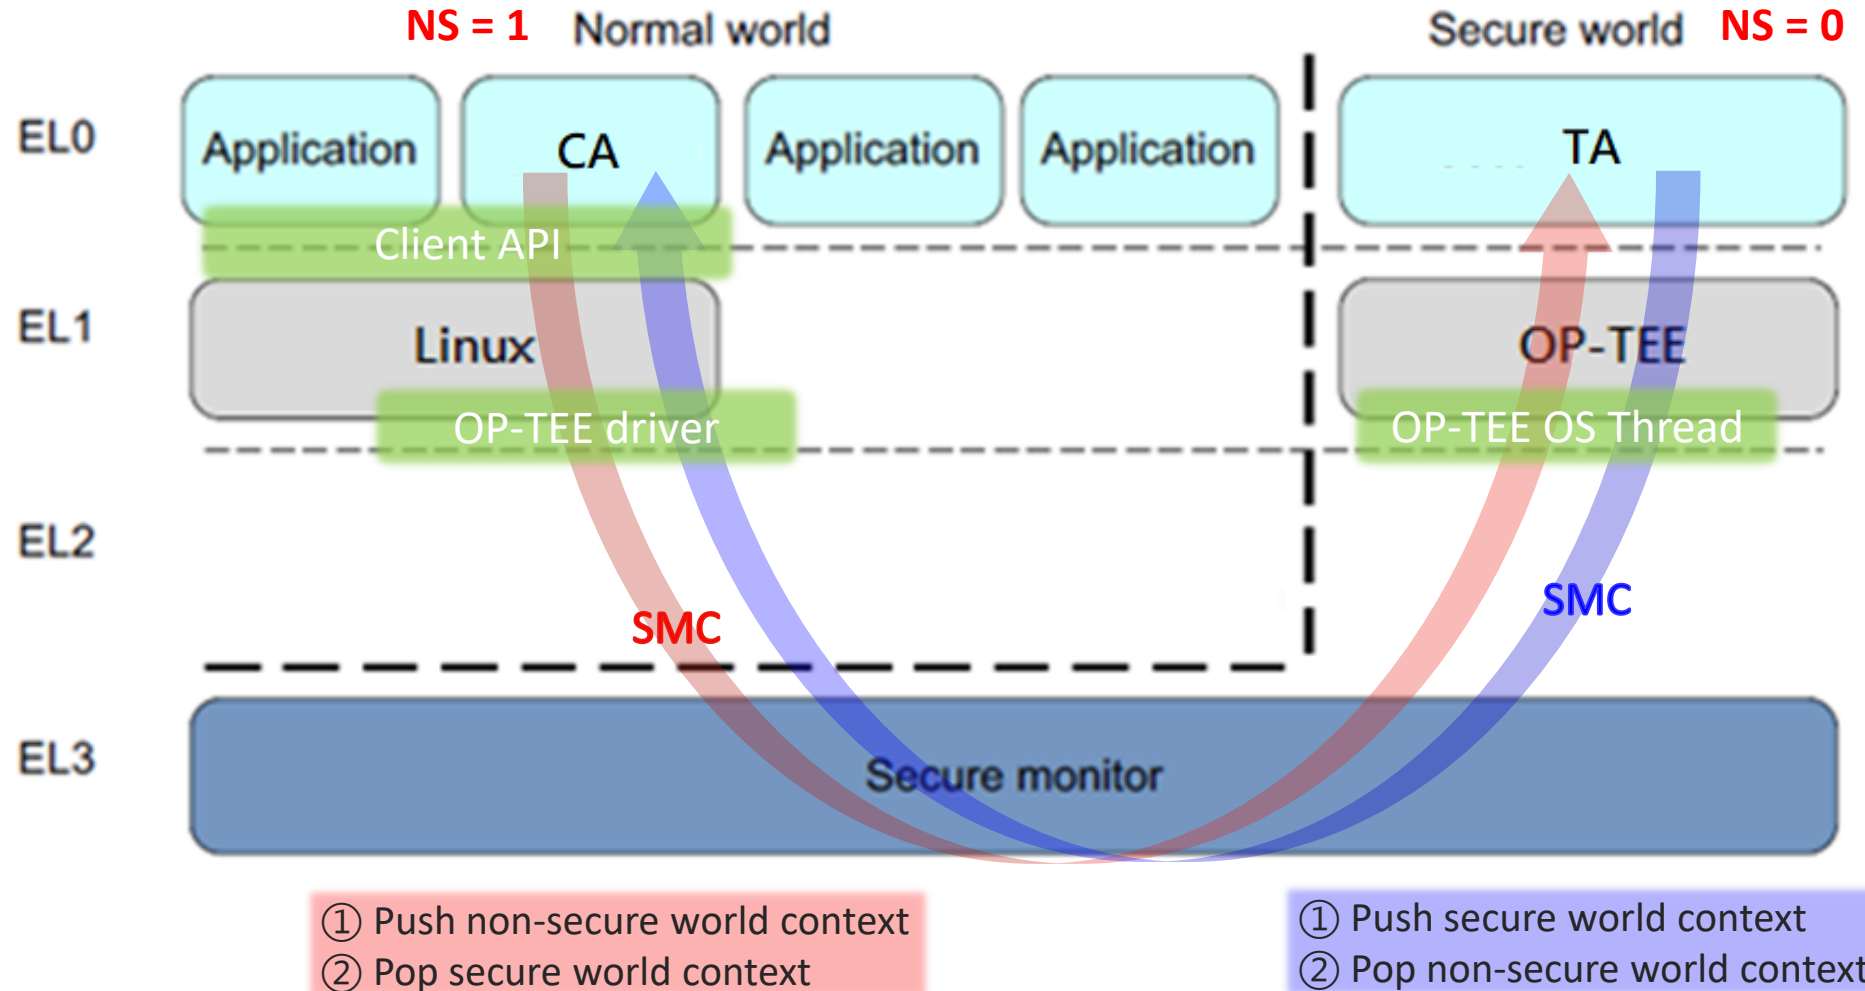 NS = 1 Normal world Secure world NS = 0
EL0
Application CA Application Application TA
Client API
EL1
Linux OP-TEE
OP-TEE driver OP-TEE OS Thread
EL2
SMC SMC
EL3
Secure monitor
① Push non-secure world context
② Pop secure world context
① Push secure world context
② Pop non-secure world context